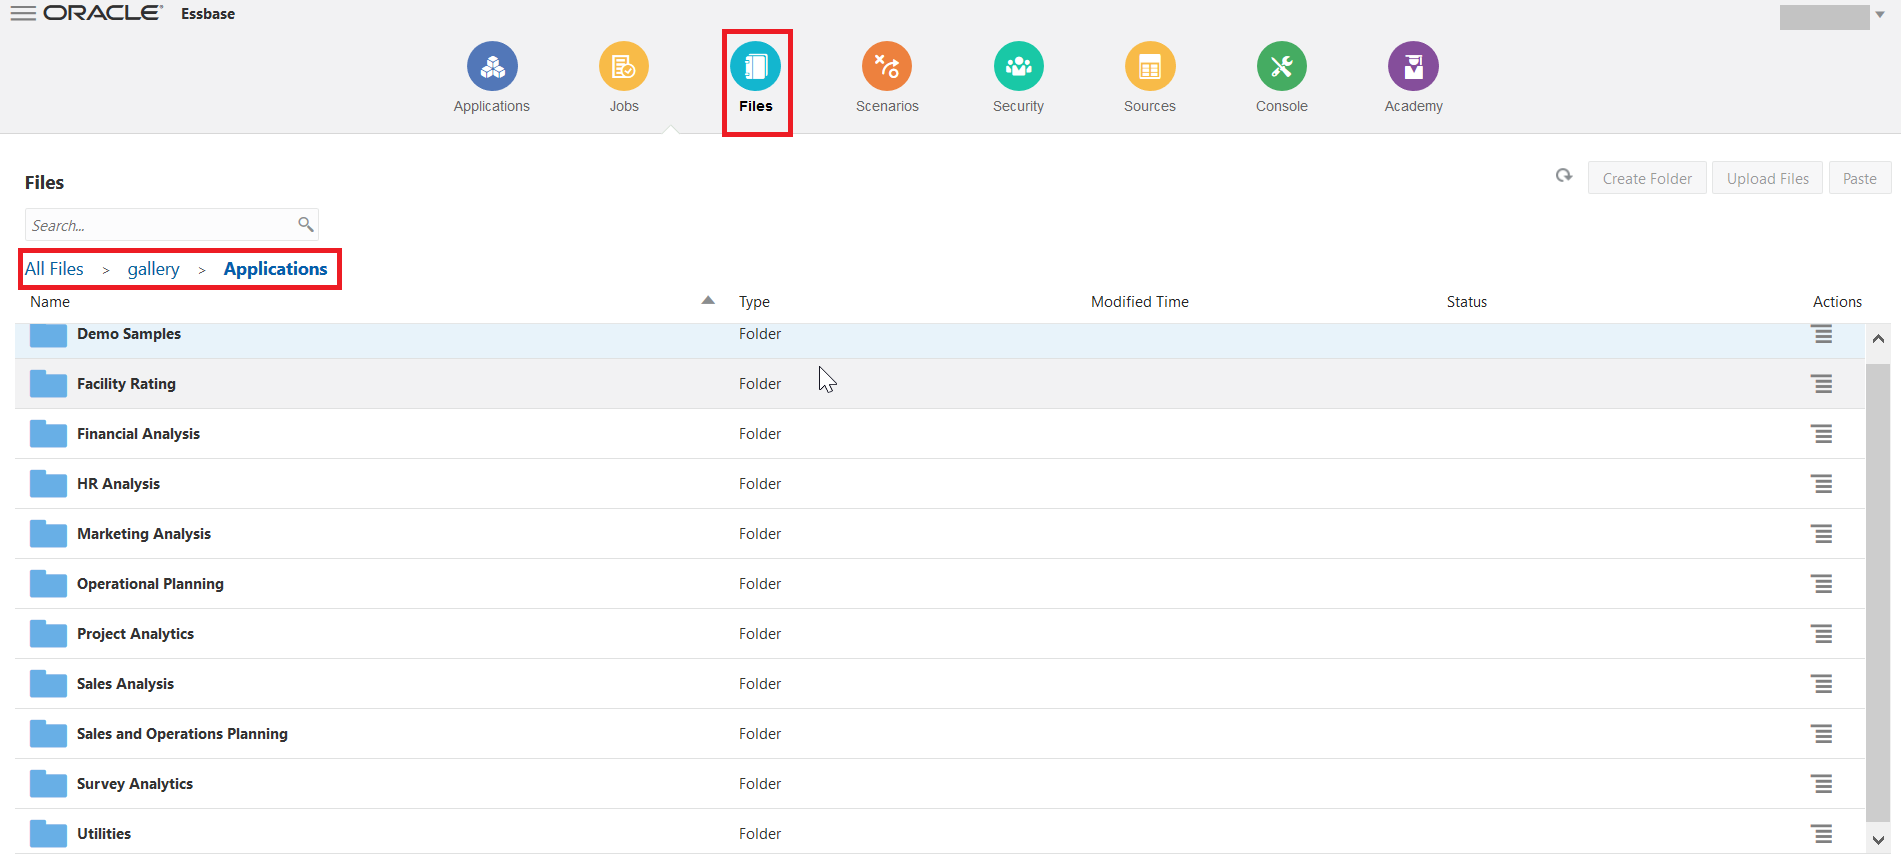 ORACLE Essbase
Applications Jobs Files Scenarios Security Sources Console Academy
Files
Create Folder Upload Files Paste
Search...
All Files > gallery > Applications
Name Type Modified Time Status Actions
Demo Samples Folder
Facility Rating Folder
Financial Analysis Folder
HR Analysis Folder
Marketing Analysis Folder
Operational Planning Folder
Project Analytics Folder
Sales Analysis Folder
Sales and Operations Planning Folder
Survey Analytics Folder
Utilities Folder